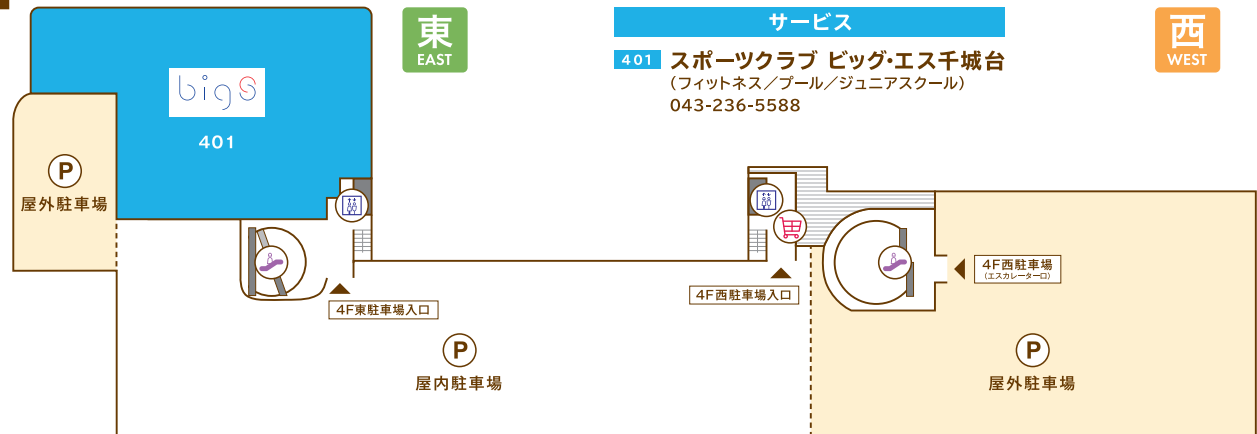 東
EAST
サービス
401 スポーツクラブ ビッグ・エス千城台
(フィットネス／プール／ジュニアスクール)
043-236-5588
西
WEST
bigs
401
P
屋外駐車場
4F東駐車場入口
4F西駐車場入口
4F西駐車場
(エスカレーター口)
P
屋内駐車場
P
屋外駐車場